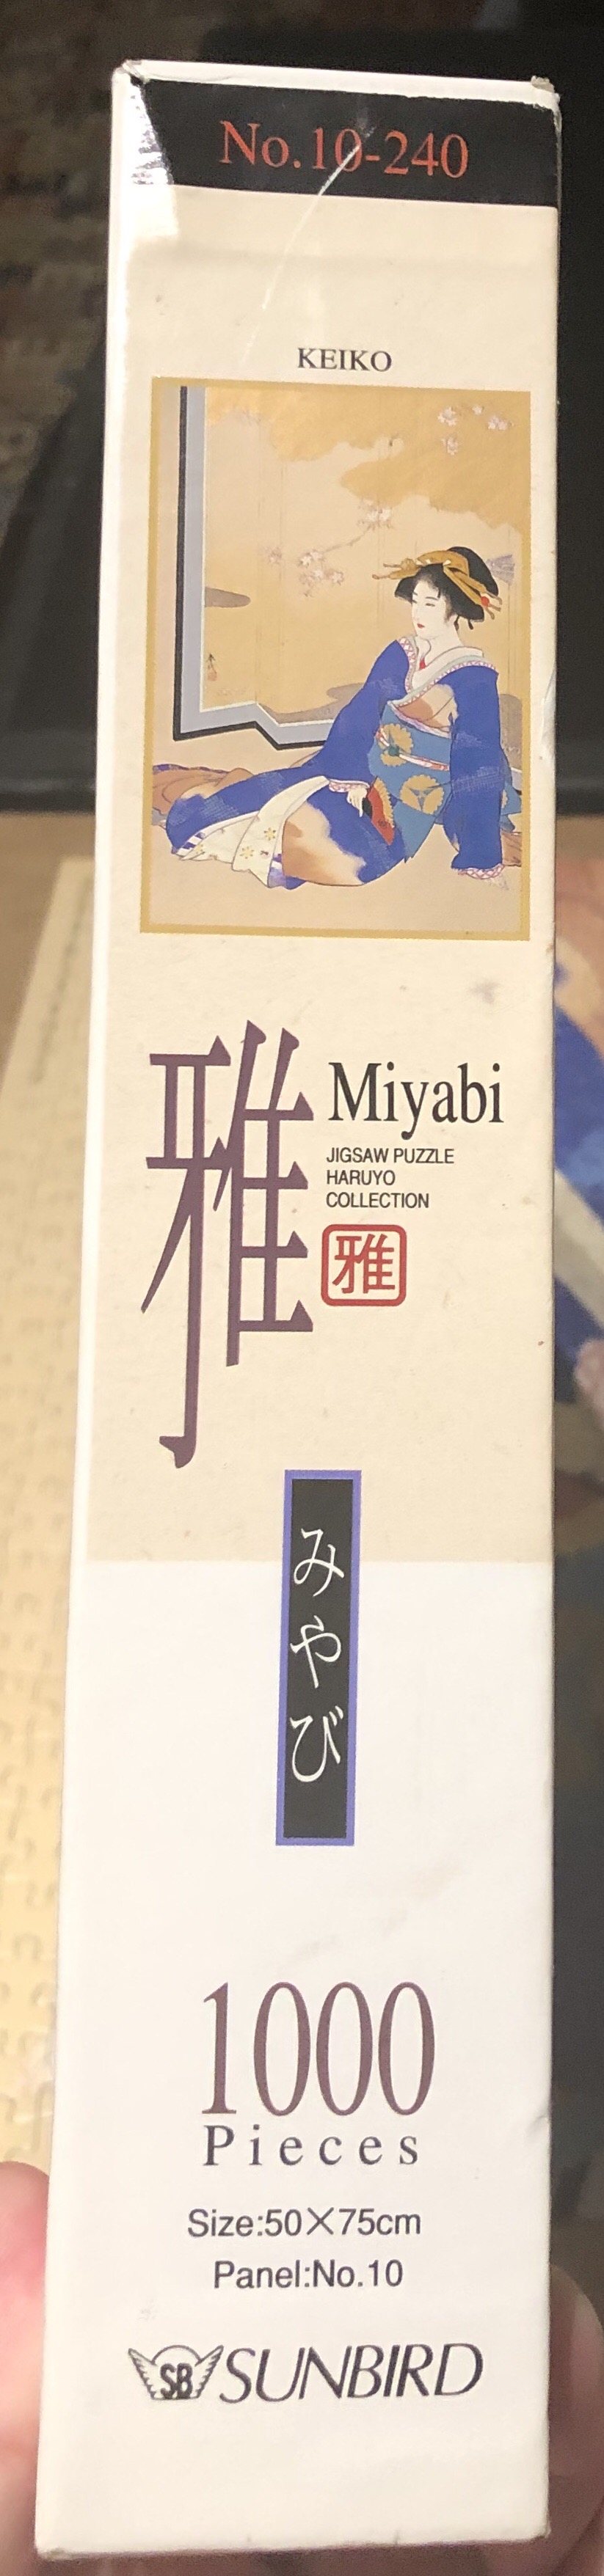 No.10-240
KEIKO
雅
Miyabi
JIGSAW PUZZLE
HARUYO
COLLECTION
雅
みやび
1000
Pieces
Size:50×75cm
Panel:No.10
SB SUNBIRD